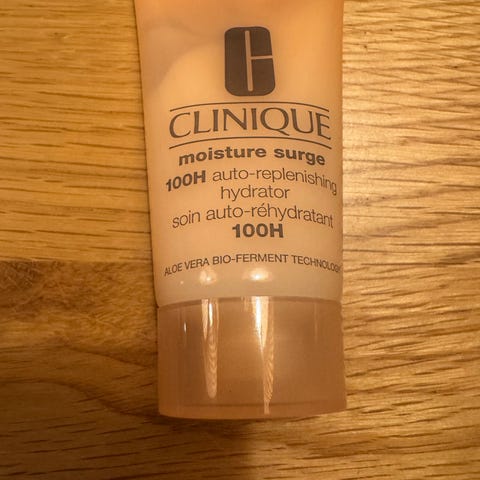 CLINIQUE
moisture surge
100H auto-replenishing
hydrator
soin auto-réhydratant
100H
ALOE VERA BIO-FERMENT TECHNOLOGY